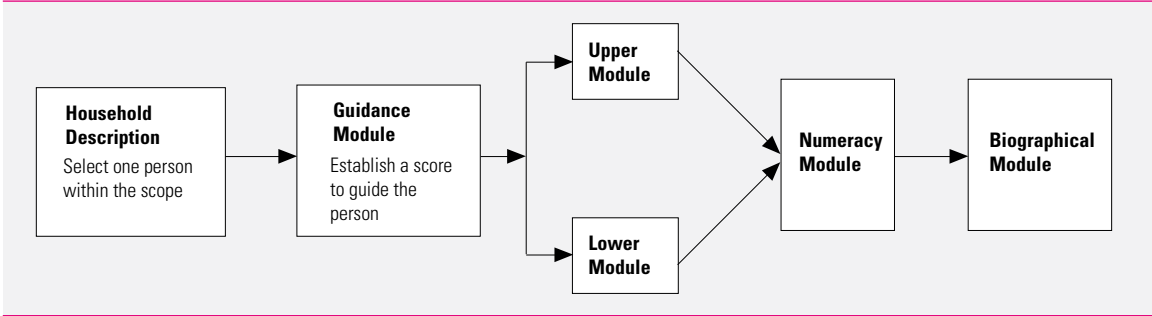 Household
Description
Select one person
within the scope
Guidance
Module
Establish a score
to guide the
person
Upper
Module
Lower
Module
Numeracy
Module
Biographical
Module